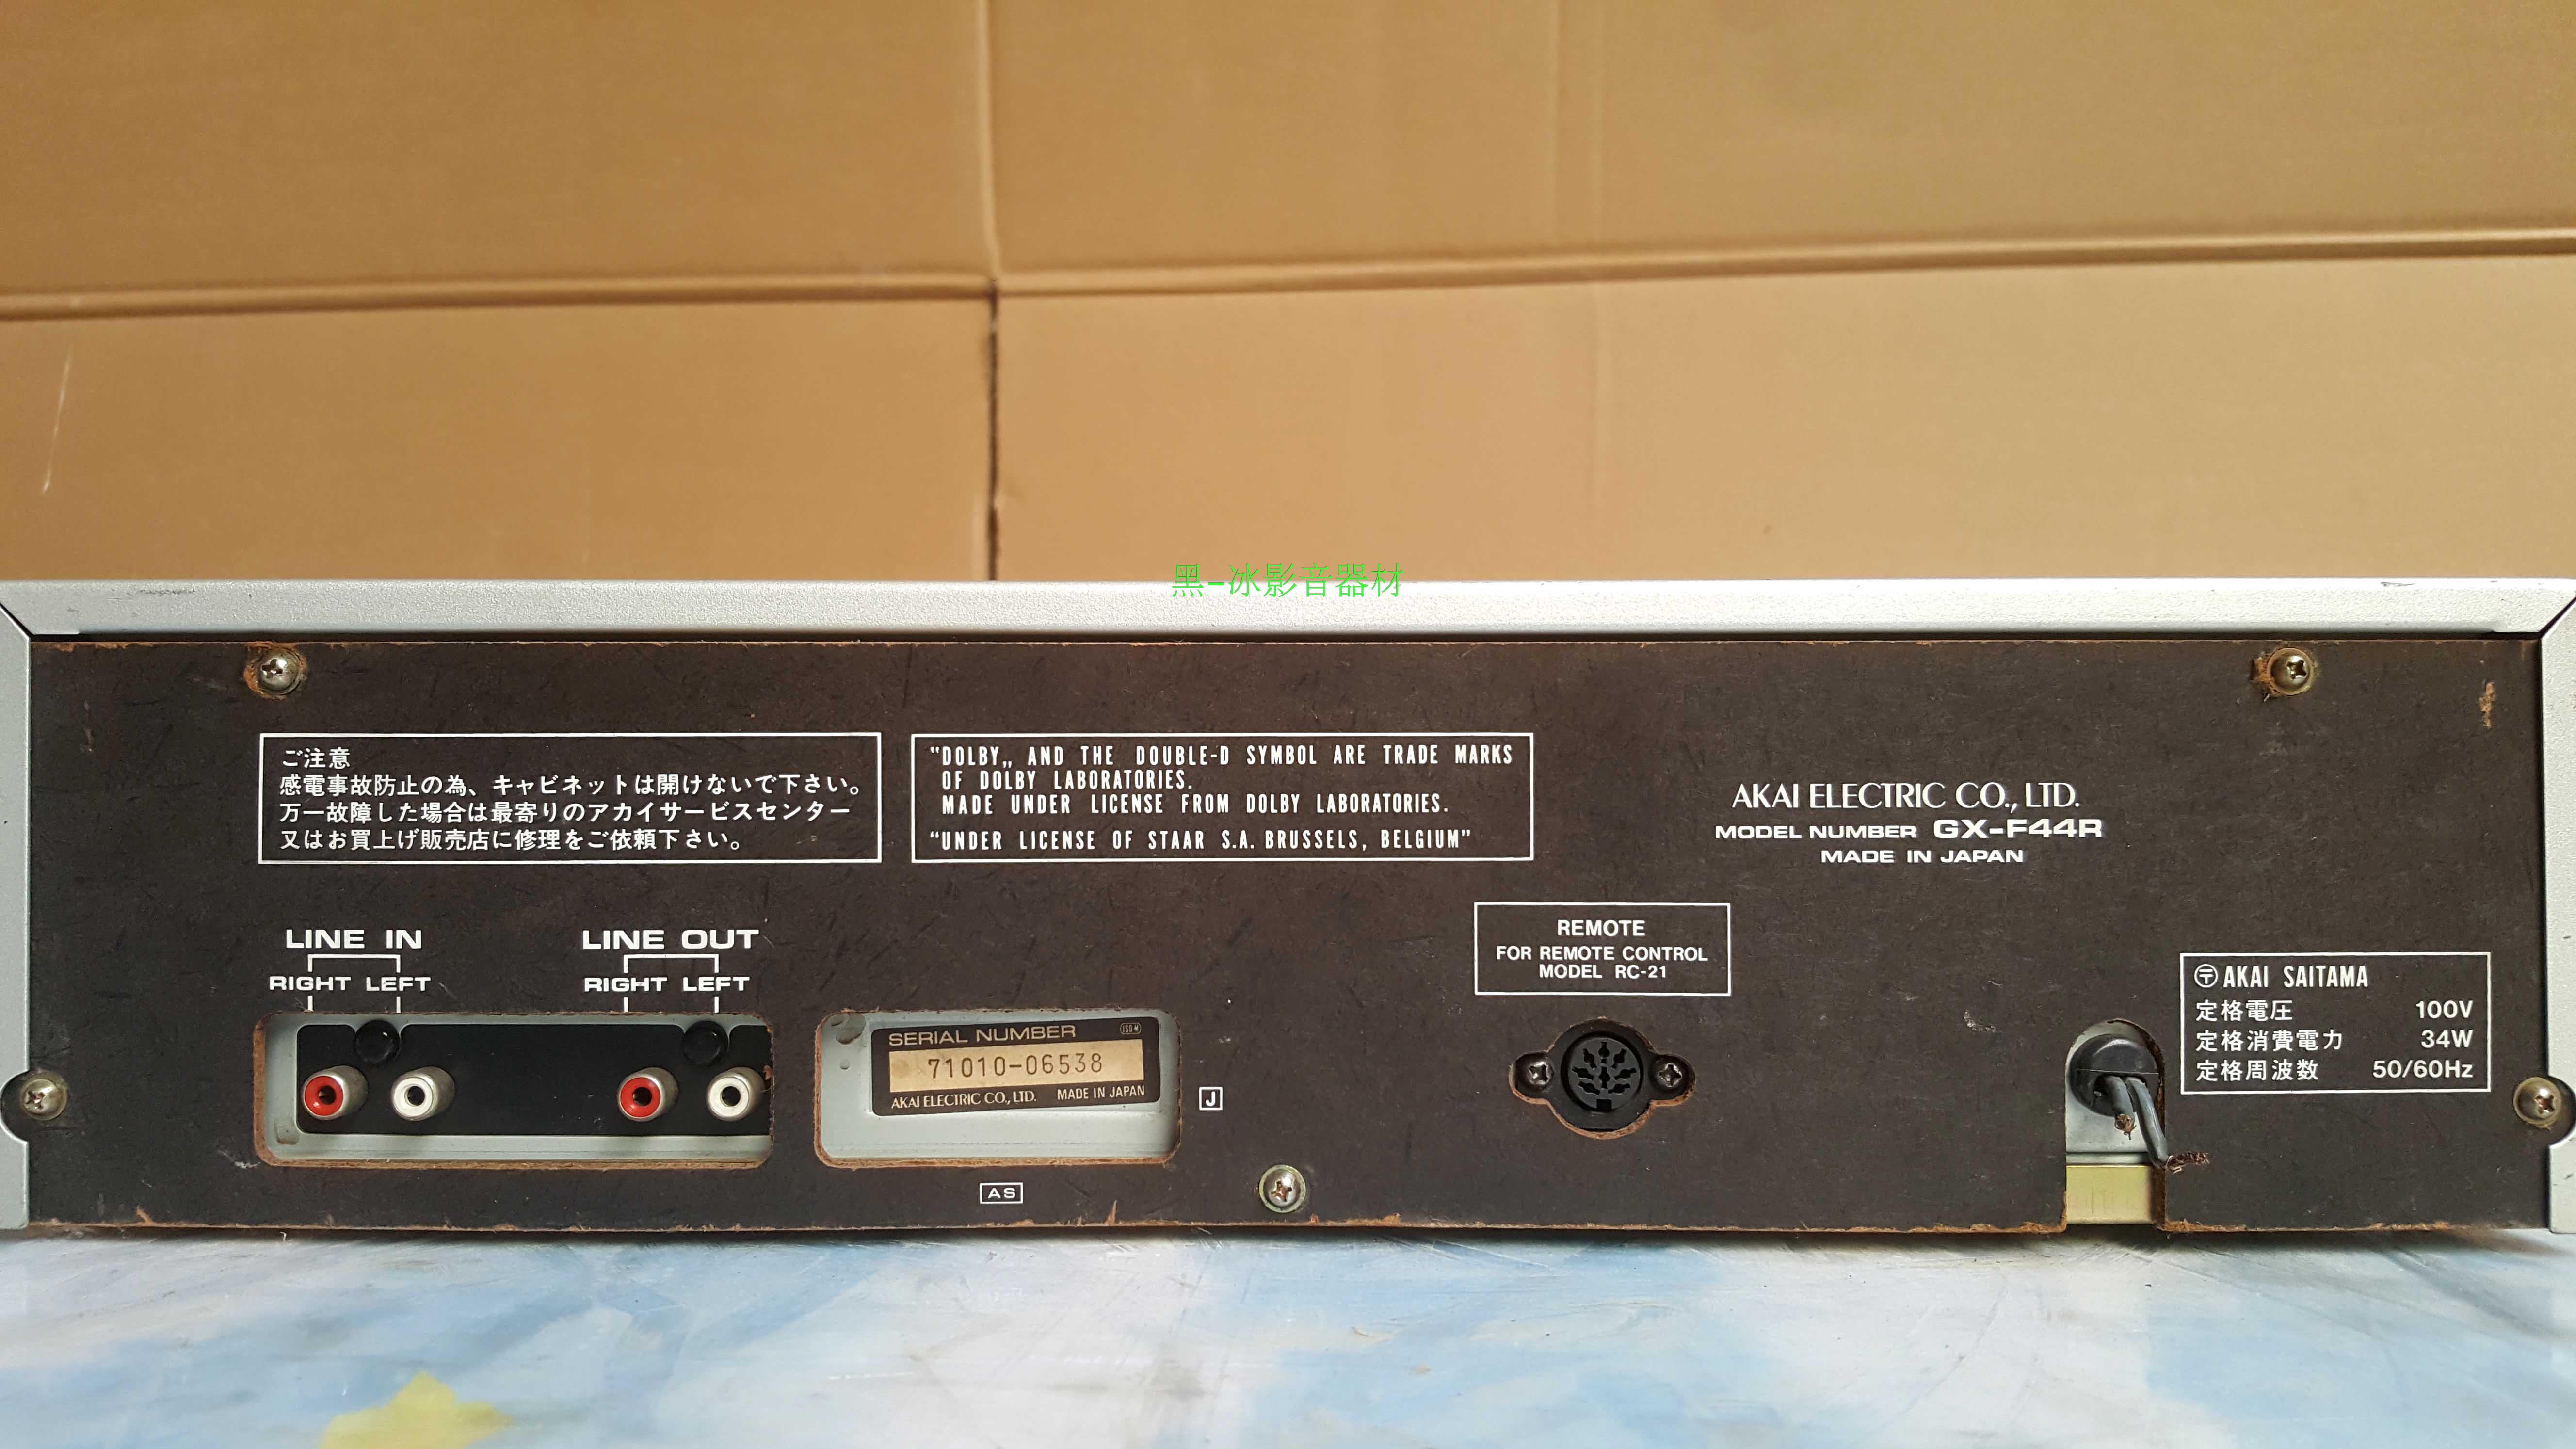 黑-冰影音器材
ご注意
感電事故防止の為、キャビネットは開けないで下さい。
万一故障した場合は最寄りのアカイサービスセンター
又はお買上げ販売店に修理をご依頼下さい。
"DOLBY„ AND THE DOUBLE-D SYMBOL ARE TRADE MARKS
OF DOLBY LABORATORIES.
MADE UNDER LICENSE FROM DOLBY LABORATORIES.
"UNDER LICENSE OF STAAR S.A. BRUSSELS, BELGIUM"
AKAI ELECTRIC CO., LTD.
MODEL NUMBER GX-F44R
MADE IN JAPAN
LINE IN
RIGHT LEFT
LINE OUT
RIGHT LEFT
SERIAL NUMBER
71010-06538
AKAI ELECTRIC CO., LTD. MADE IN JAPAN
J
AS
REMOTE
FOR REMOTE CONTROL
MODEL RC-21
〶 AKAI SAITAMA
定格電圧 100V
定格消費電力 34W
定格周波数 50/60Hz